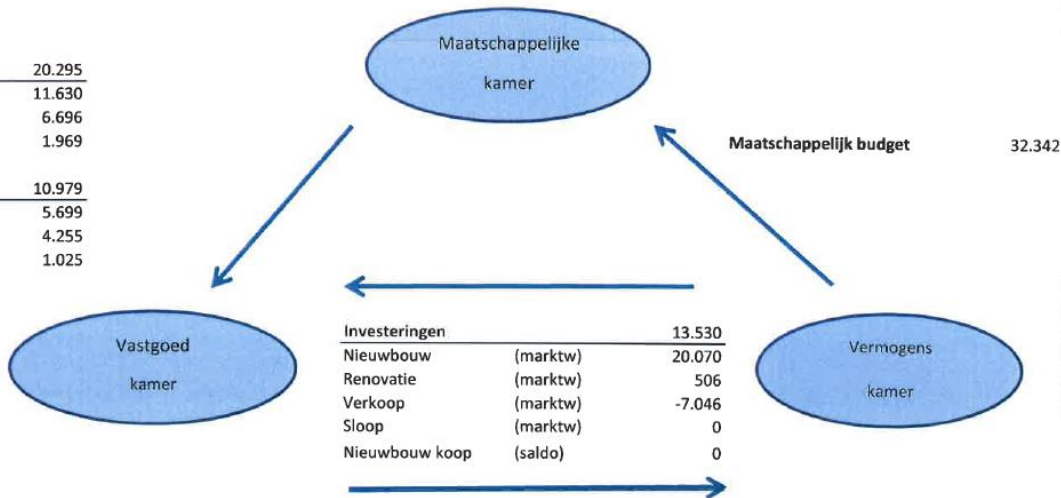 Maatschappelijke
kamer
20.295
11.630
6.696
1.969
10.979
5.699
4.255
1.025
Maatschappelijk budget 32.342
Vastgoed
kamer
Investeringen 13.530
Nieuwbouw (marktw) 20.070
Renovatie (marktw) 506
Verkoop (marktw) -7.046
Sloop (marktw) 0
Nieuwbouw koop (saldo) 0
Vermogens
kamer